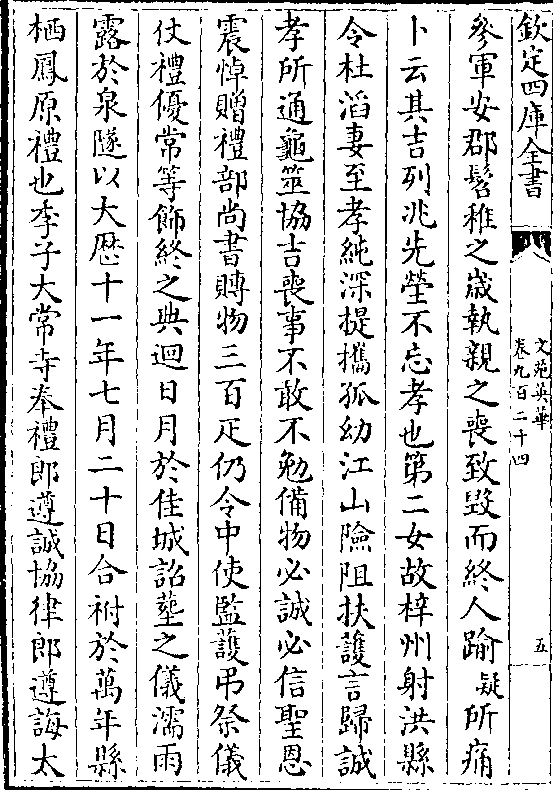 欽定四庫全書
文苑英華
卷九百二十四
五
參軍安郡髫稚之歲執親之喪致毀而終人踰疑所痛
卜云其吉列兆先塋不忘孝也第二女故梓州射洪縣
令杜滔妻至孝純深提攜孤幼江山險阻扶護言歸誠
孝所通龜筮協吉喪事不敢不勉備物必誠必信聖恩
震悼贈禮部尚書賻物三百疋仍令中使監護弔祭儀
仗禮優常等飾終之典迴日月於佳城詔塟之儀濡雨
露於泉隧以大歴十一年七月二十日合祔於萬年縣
栖鳳原禮也李子大常寺奉禮郎遵誠協律郎遵誨太